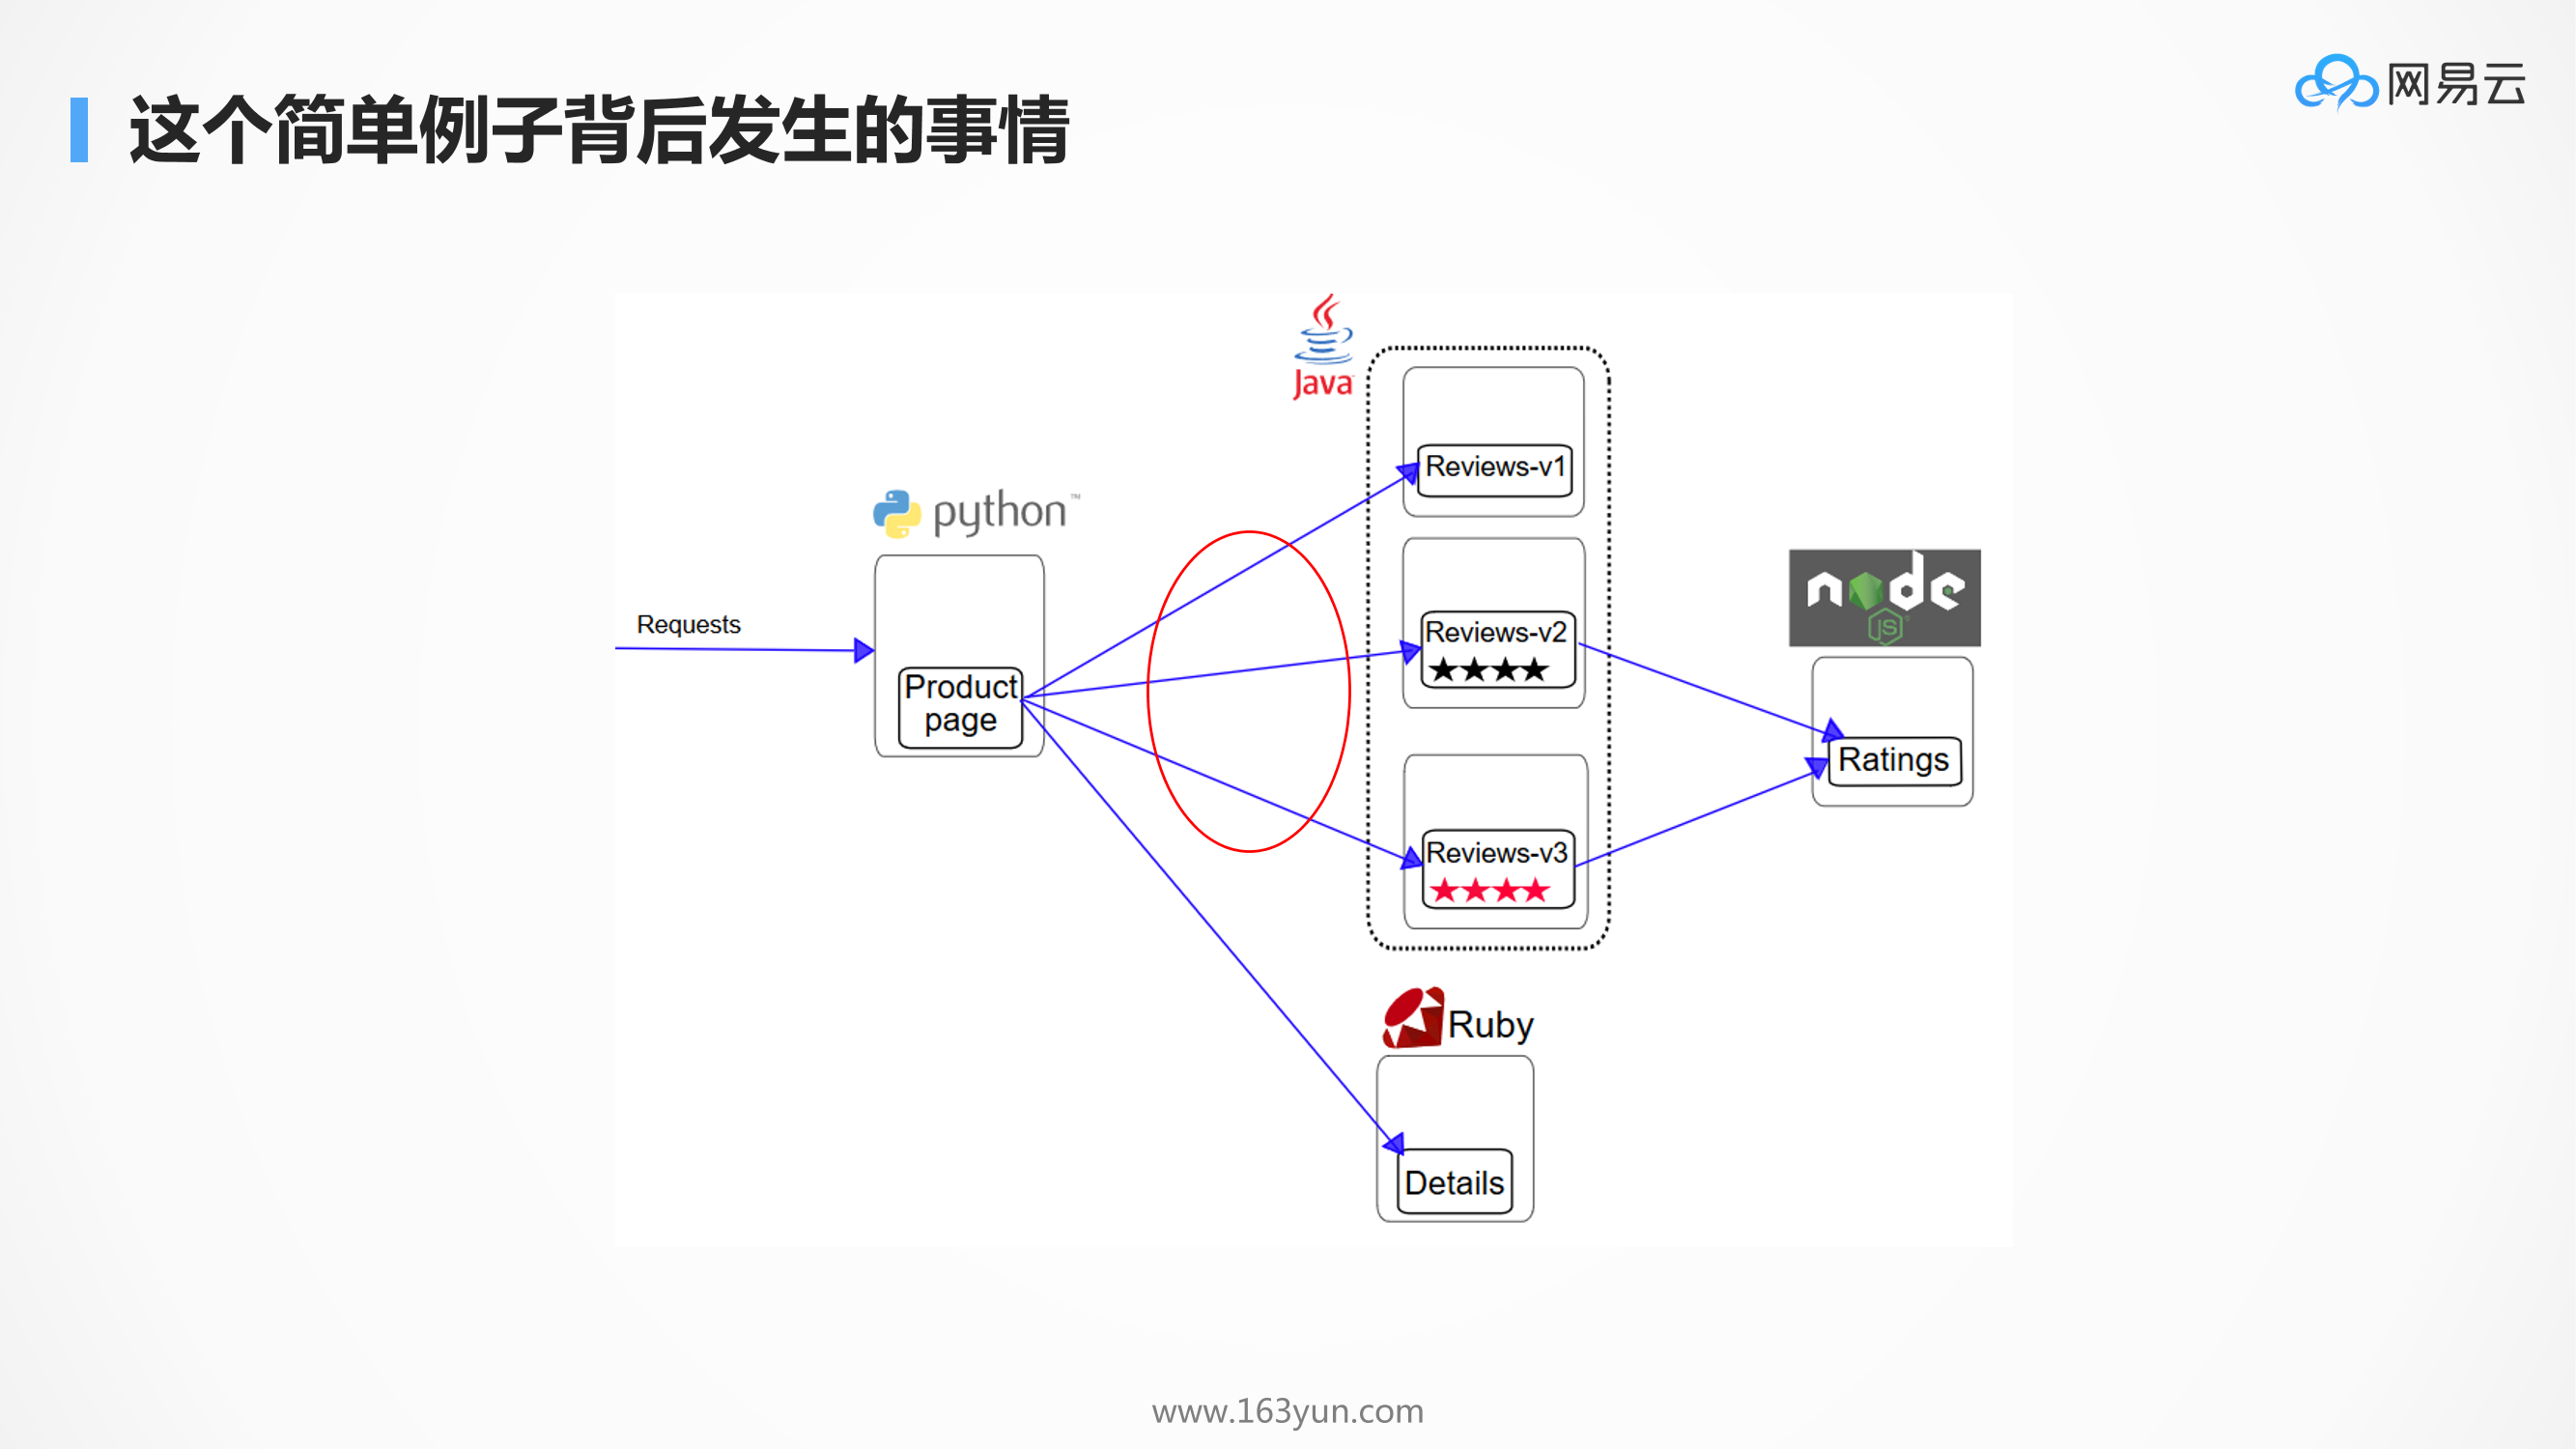 这个简单例子背后发生的事情
网易云
Java
Reviews-v1
python™
Requests
Product
page
Reviews-v2
node
JS
Ratings
Reviews-v3
Ruby
Details
www.163yun.com